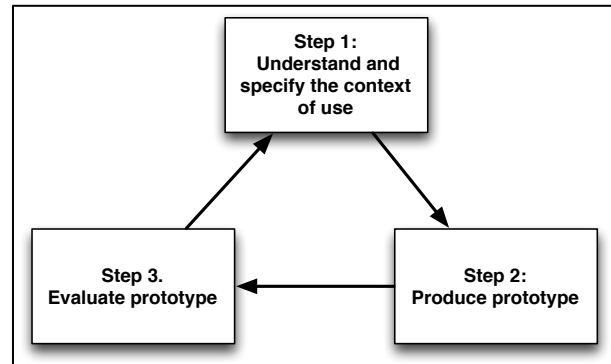 Step 1:
Understand and
specify the context
of use
Step 3.
Evaluate prototype
Step 2:
Produce prototype